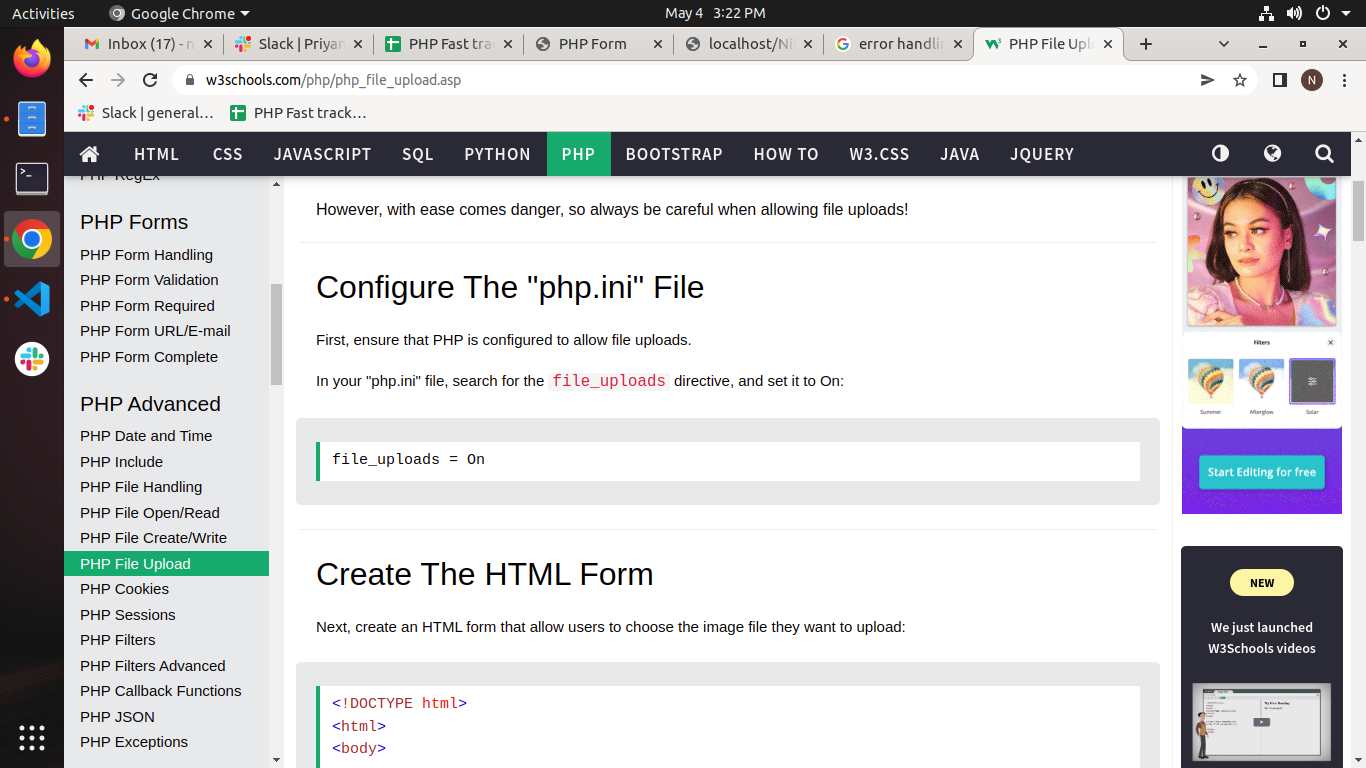 Activities
Google Chrome
May 4 3:22 PM
Inbox (17) - n
Slack | Priyan
PHP Fast trac
PHP Form
localhost/Ni
error handlin
PHP File Uplo
w3schools.com/php/php_file_upload.asp
N
Slack | general…
PHP Fast track…
HTML
CSS
JAVASCRIPT
SQL
PYTHON
PHP
BOOTSTRAP
HOW TO
W3.CSS
JAVA
JQUERY
PHP RegEx
PHP Forms
PHP Form Handling
PHP Form Validation
PHP Form Required
PHP Form URL/E-mail
PHP Form Complete
PHP Advanced
PHP Date and Time
PHP Include
PHP File Handling
PHP File Open/Read
PHP File Create/Write
PHP File Upload
PHP Cookies
PHP Sessions
PHP Filters
PHP Filters Advanced
PHP Callback Functions
PHP JSON
PHP Exceptions
However, with ease comes danger, so always be careful when allowing file uploads!
Configure The "php.ini" File
First, ensure that PHP is configured to allow file uploads.
In your "php.ini" file, search for the file_uploads directive, and set it to On:
file_uploads = On
Create The HTML Form
Next, create an HTML form that allow users to choose the image file they want to upload:
<!DOCTYPE html>
<html>
<body>
Filters
Summer
Afterglow
Solar
Start Editing for free
NEW
We just launched
W3Schools videos